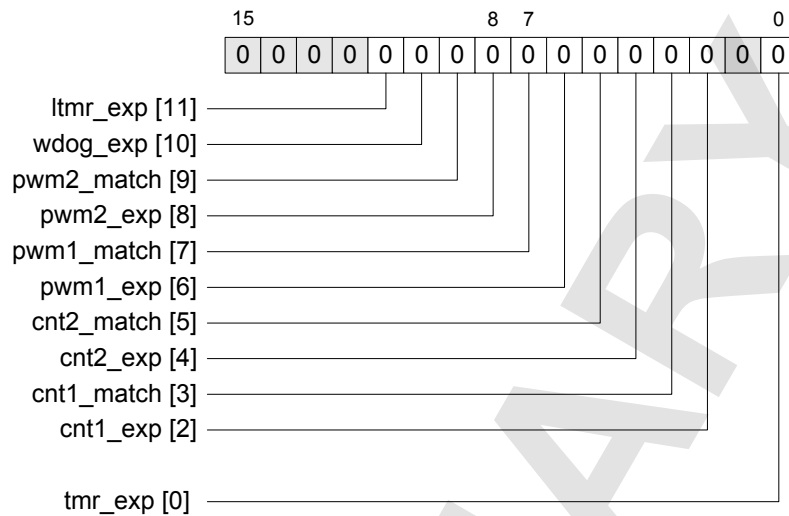 15 8 7 0
0 0 0 0 0 0 0 0 0 0 0 0 0 0 0 0
ltmr_exp [11]
wdog_exp [10]
pwm2_match [9]
pwm2_exp [8]
pwm1_match [7]
pwm1_exp [6]
cnt2_match [5]
cnt2_exp [4]
cnt1_match [3]
cnt1_exp [2]
tmr_exp [0]